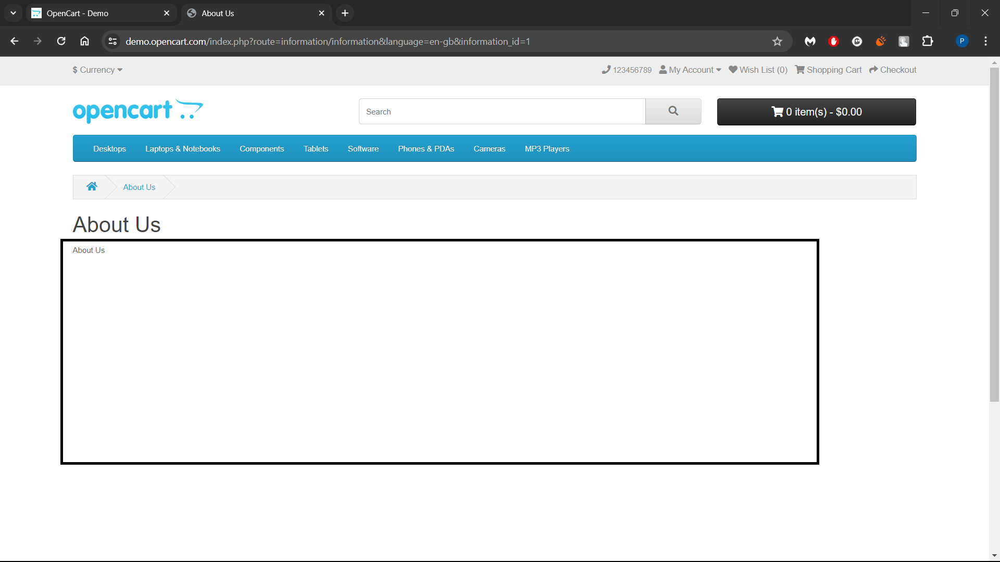 OpenCart - Demo
About Us
demo.opencart.com/index.php?route=information/information&language=en-gb&information_id=1
P
$ Currency
123456789 My Account Wish List (0) Shopping Cart Checkout
opencart
Search
0 item(s) - $0.00
Desktops Laptops & Notebooks Components Tablets Software Phones & PDAs Cameras MP3 Players
About Us
About Us
About Us